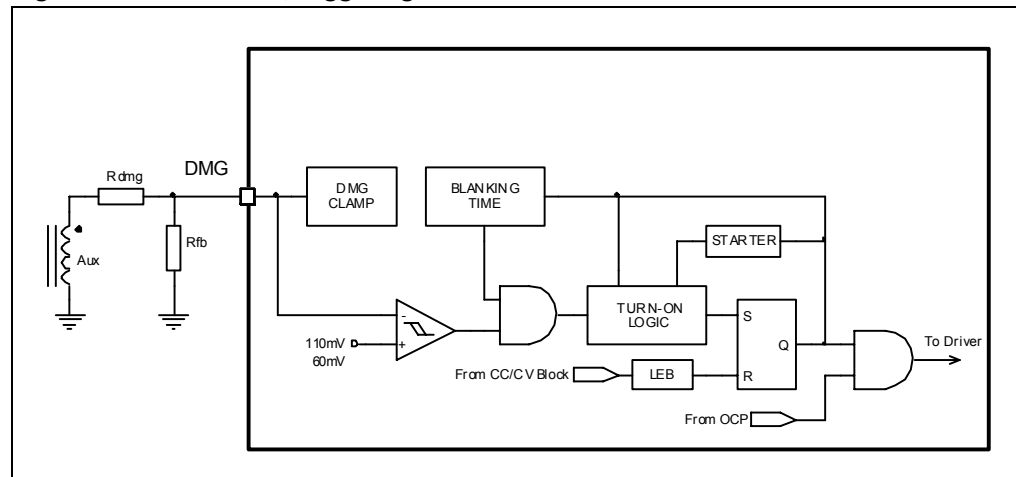 DMG
Rdmg
Rfb
Aux
DMG
CLAMP
BLANKING
TIME
STARTER
TURN-ON
LOGIC
-
+
110mV
60mV
S
Q
R
To Driver
From CC/CV Block
LEB
From OCP